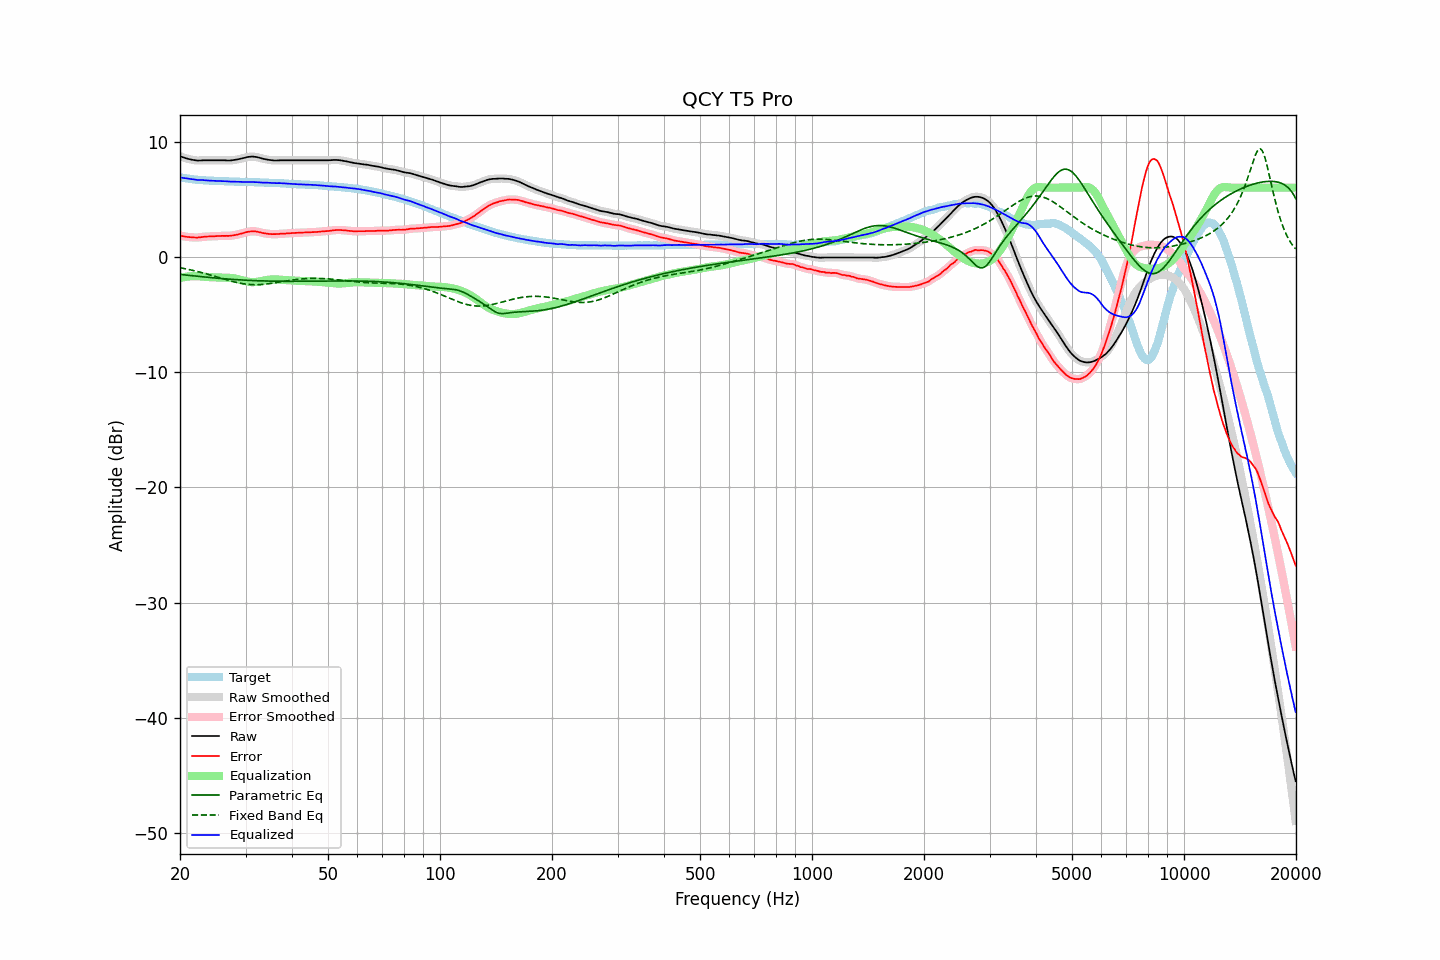 QCY T5 Pro
10
0
−10
−20
−30
−40
−50
Amplitude (dBr)
Target
Raw Smoothed
Error Smoothed
Raw
Error
Equalization
Parametric Eq
Fixed Band Eq
Equalized
20 50 100 200 500 1000 2000 5000 10000 20000
Frequency (Hz)